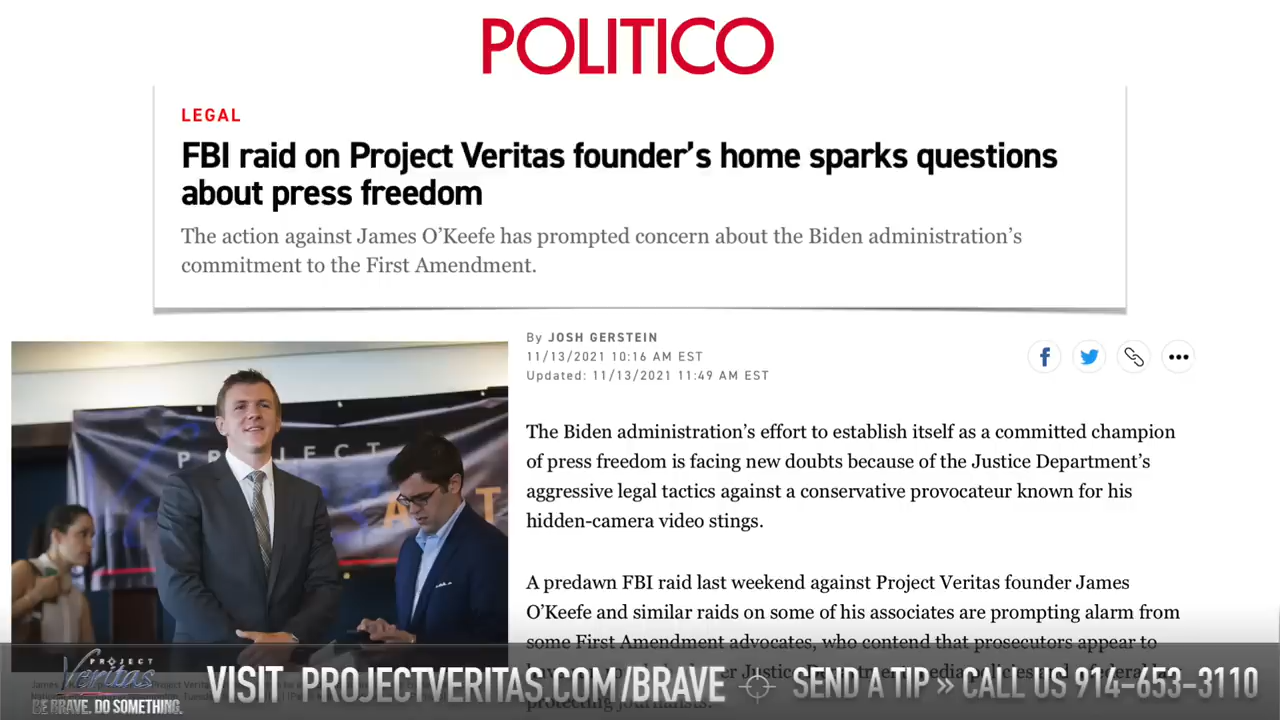 POLITICO
LEGAL
FBI raid on Project Veritas founder’s home sparks questions
about press freedom
The action against James O’Keefe has prompted concern about the Biden administration’s
commitment to the First Amendment.
By JOSH GERSTEIN
11/13/2021 10:16 AM EST
Updated: 11/13/2021 11:49 AM EST
PROJECT
The Biden administration’s effort to establish itself as a committed champion
of press freedom is facing new doubts because of the Justice Department’s
aggressive legal tactics against a conservative provocateur known for his
hidden-camera video stings.
A predawn FBI raid last weekend against Project Veritas founder James
O’Keefe and similar raids on some of his associates are prompting alarm from
some First Amendment advocates, who contend that prosecutors appear to
protecting journalists.
PROJECT
Veritas
BE BRAVE. DO SOMETHING.
VISIT PROJECTVERITAS.COM/BRAVE SEND A TIP » CALL US 914-653-3110